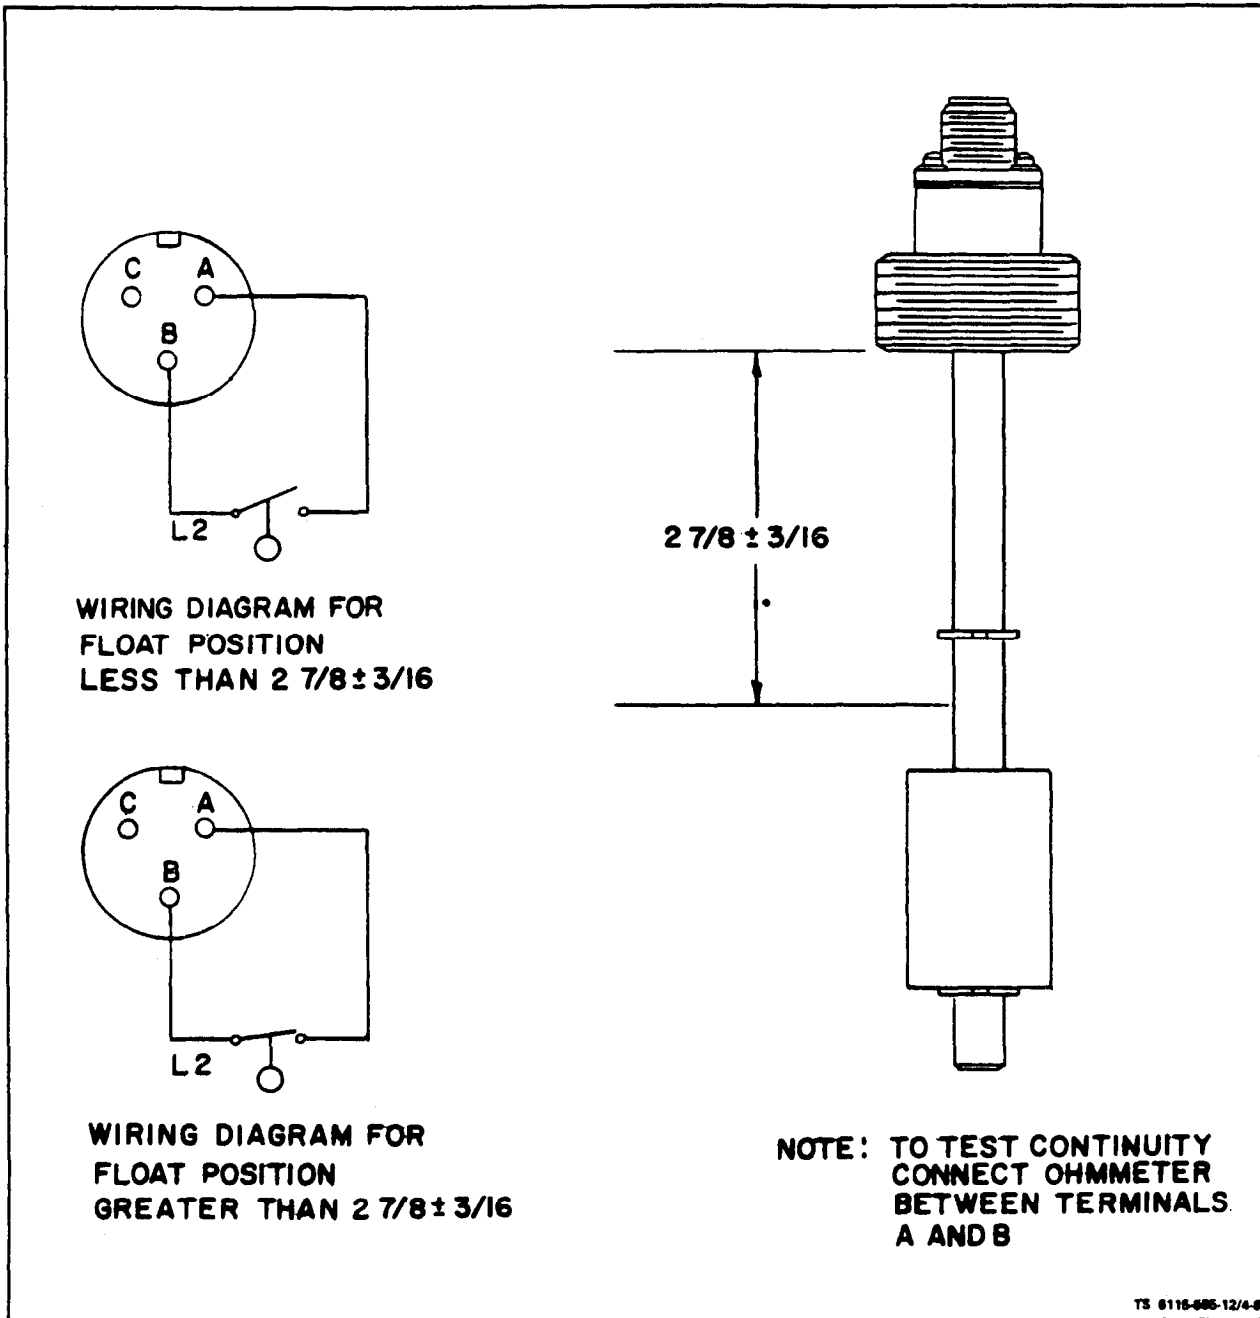 C A
B
L2
WIRING DIAGRAM FOR
FLOAT POSITION
LESS THAN 2 7/8 ± 3/16
2 7/8 ± 3/16
C A
B
L2
WIRING DIAGRAM FOR
FLOAT POSITION
GREATER THAN 2 7/8 ± 3/16
NOTE: TO TEST CONTINUITY
CONNECT OHMMETER
BETWEEN TERMINALS
A AND B
TS